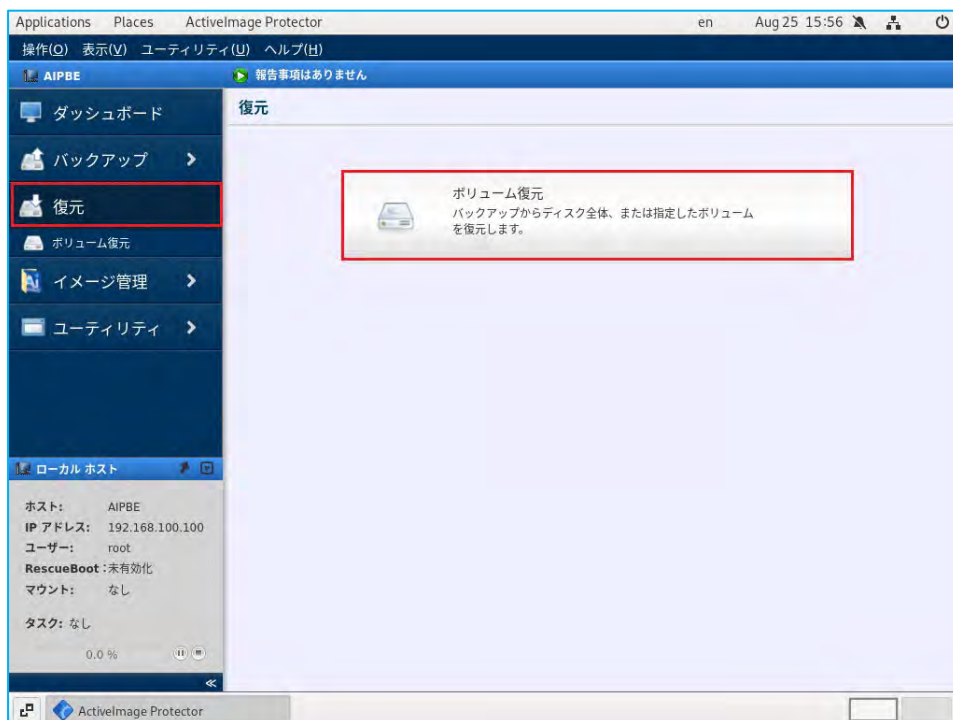 Applications Places ActiveImage Protector en Aug 25 15:56
操作(O) 表示(V) ユーティリティ(U) ヘルプ(H)
AIPBE
報告事項はありません
ダッシュボード
バックアップ
復元
ボリューム復元
イメージ管理
ユーティリティ
復元
ボリューム復元
バックアップからディスク全体、または指定したボリューム
を復元します。
ローカル ホスト
ホスト: AIPBE
IP アドレス: 192.168.100.100
ユーザー: root
RescueBoot:未有効化
マウント: なし
タスク: なし
0.0 %
ActiveImage Protector